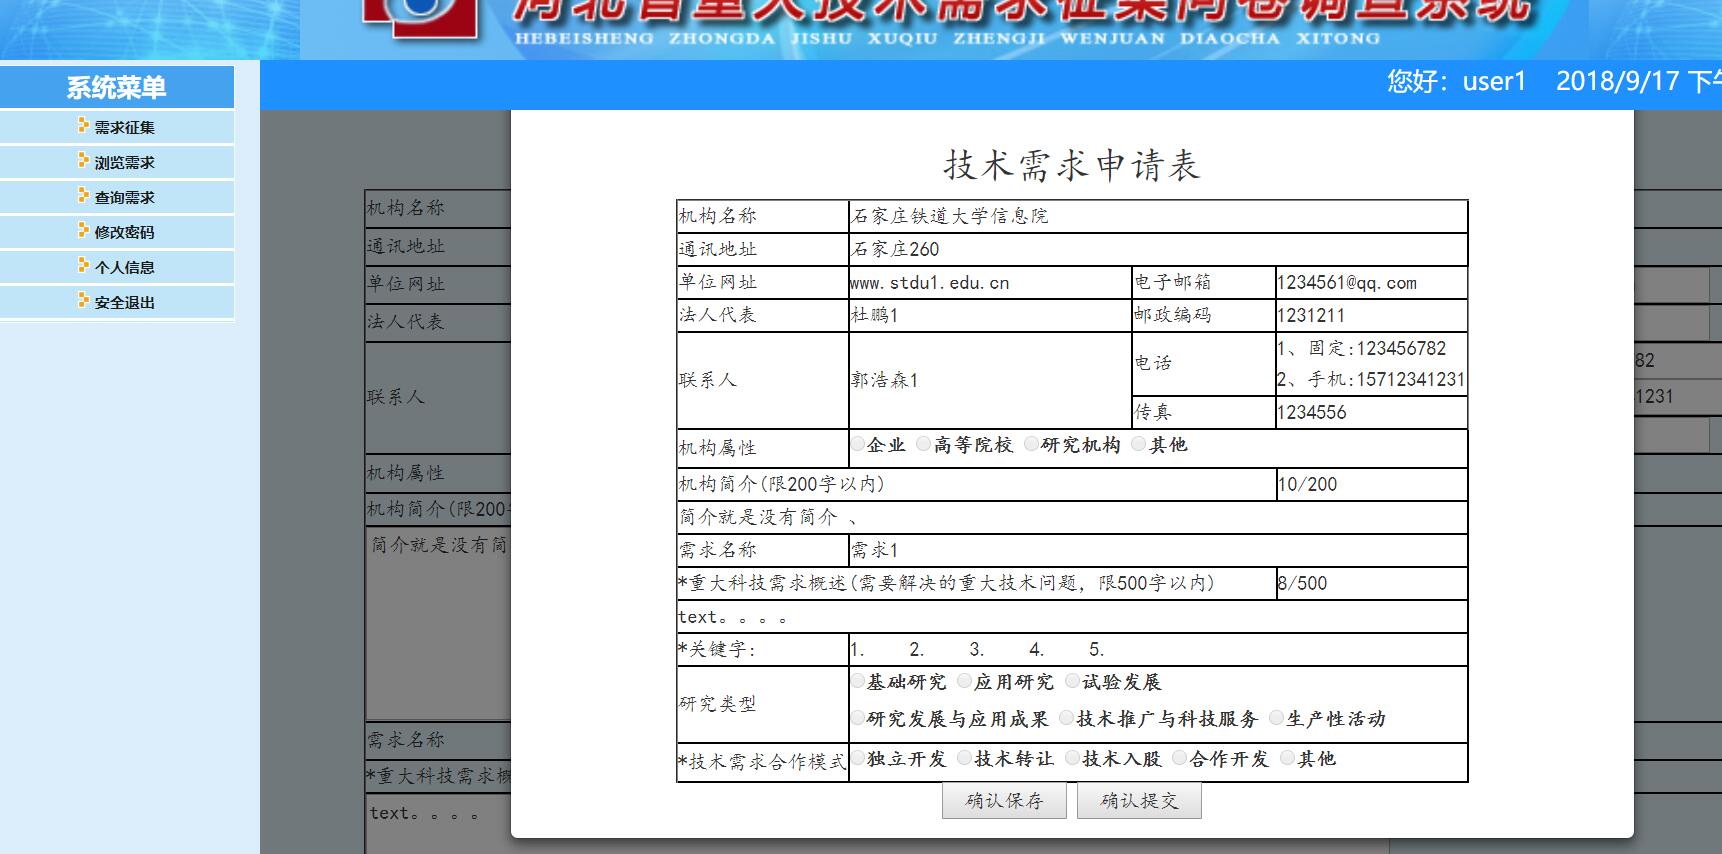 河北省重大技术需求征集问卷调查系统
HEBEISHENG ZHONGDA JISHU XUQIU ZHENGJI WENJUAN DIAOCHA XITONG
系统菜单
需求征集
浏览需求
查询需求
修改密码
个人信息
安全退出
您好：user1 2018/9/17 下午
机构名称
通讯地址
单位网址
法人代表
联系人
机构属性
机构简介(限200
简介就是没有简
需求名称
*重大科技需求概
text。。。。
82
1231
技术需求申请表
机构名称 石家庄铁道大学信息院
通讯地址 石家庄260
单位网址 www.stdu1.edu.cn 电子邮箱 1234561@qq.com
法人代表 杜鹏1 邮政编码 1231211
联系人 郭浩森1 电话 1、固定:123456782
2、手机:15712341231
传真 1234556
机构属性 企业 高等院校 研究机构 其他
机构简介(限200字以内) 10/200
简介就是没有简介 、
需求名称 需求1
*重大科技需求概述(需要解决的重大技术问题, 限500字以内) 8/500
text。。。。
*关键字: 1. 2. 3. 4. 5.
研究类型 基础研究 应用研究 试验发展
研究发展与应用成果 技术推广与科技服务 生产性活动
*技术需求合作模式 独立开发 技术转让 技术入股 合作开发 其他
确认保存 确认提交